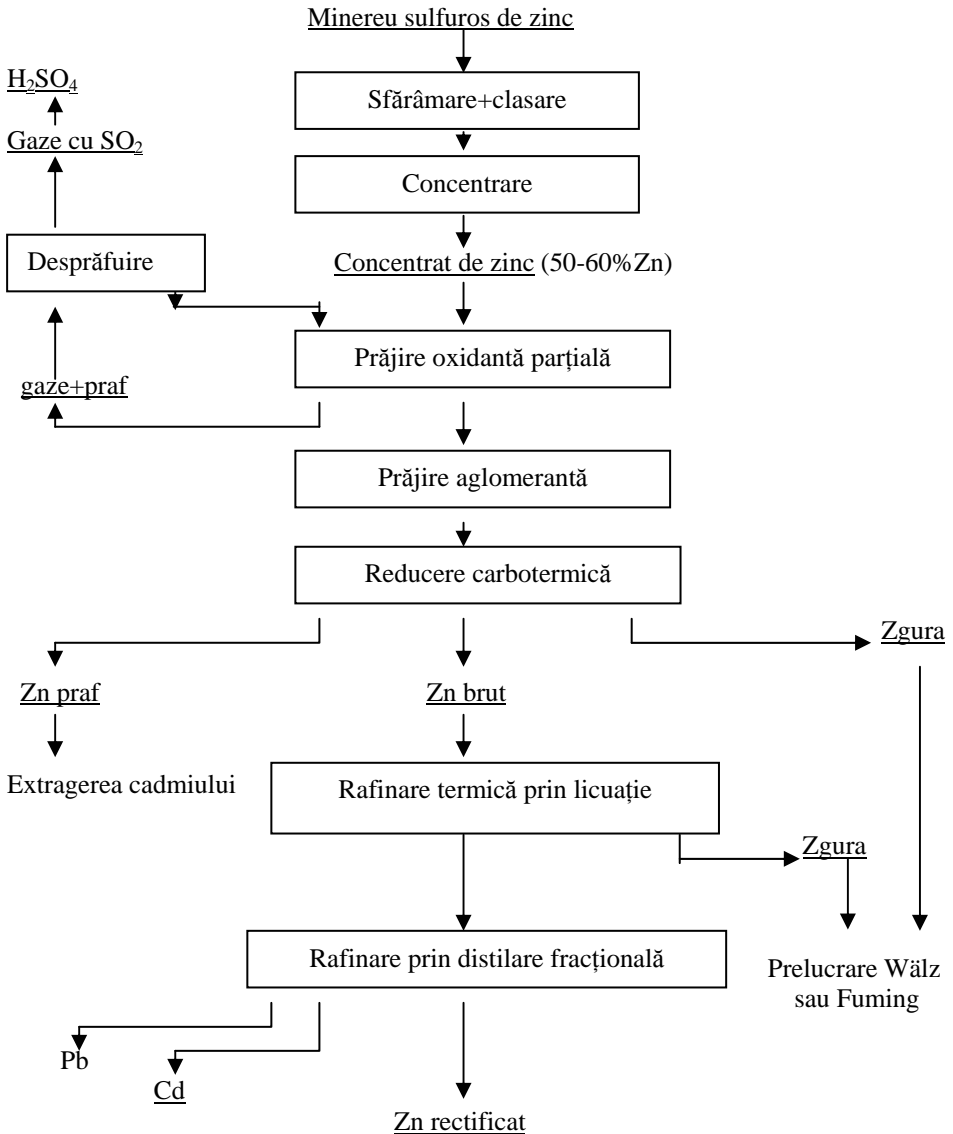 Minereu sulfuros de zinc
H₂SO₄
Sfărâmare+clasare
Gaze cu SO₂
Concentrare
Desprăfuire
Concentrat de zinc (50-60%Zn)
Prăjire oxidantă parțială
gaze+praf
Prăjire aglomerantă
Reducere carbotermică
Zgura
Zn praf
Zn brut
Extragerea cadmiului
Rafinare termică prin licuație
Zgura
Rafinare prin distilare fracțională
Prelucrare Wälz
sau Fuming
Pb
Cd
Zn rectificat